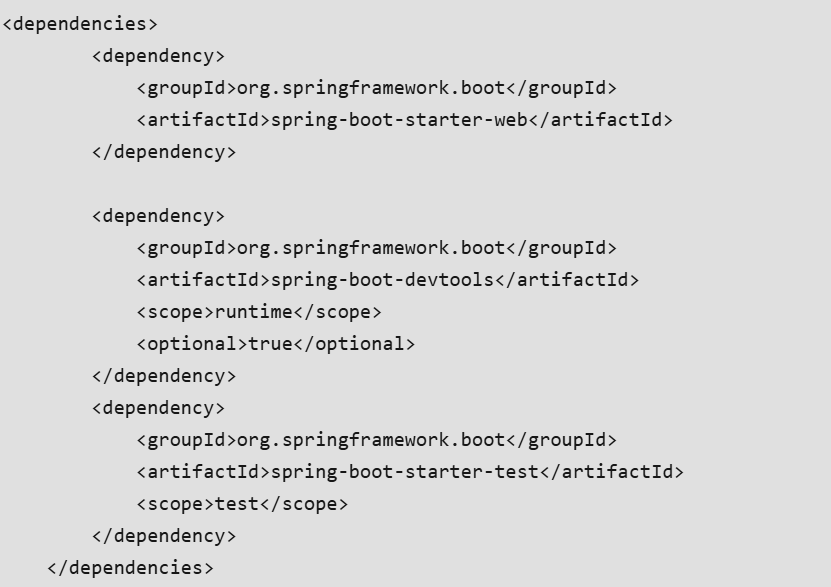 <dependencies>
        <dependency>
            <groupId>org.springframework.boot</groupId>
            <artifactId>spring-boot-starter-web</artifactId>
        </dependency>

        <dependency>
            <groupId>org.springframework.boot</groupId>
            <artifactId>spring-boot-devtools</artifactId>
            <scope>runtime</scope>
            <optional>true</optional>
        </dependency>
        <dependency>
            <groupId>org.springframework.boot</groupId>
            <artifactId>spring-boot-starter-test</artifactId>
            <scope>test</scope>
        </dependency>
    </dependencies>